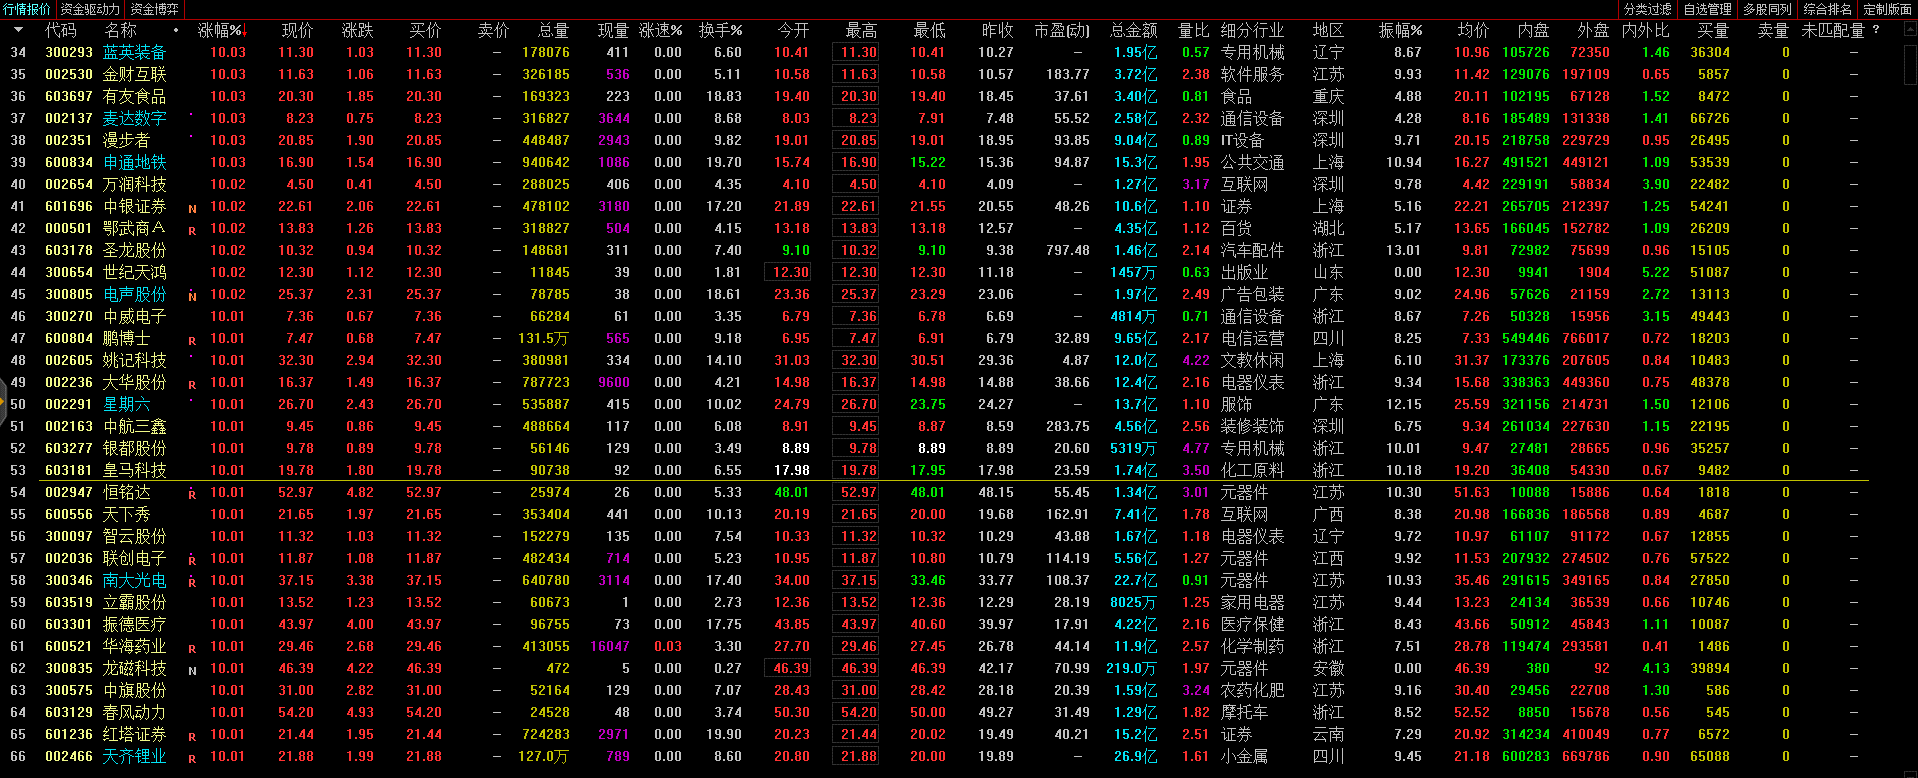 行情报价 资金驱动力 资金博弈 分类过滤 自选管理 多股同列 综合排名 定制版面
代码 名称 涨幅%↓ 现价 涨跌 买价 卖价 总量 现量 涨速% 换手% 今开 最高 最低 昨收 市盈(动) 总金额 量比 细分行业 地区 振幅% 均价 内盘 外盘 内外比 买量 卖量 未匹配量 ?
34 300293 蓝英装备 10.03 11.30 1.03 11.30 — 178076 411 0.00 6.60 10.41 11.30 10.41 10.27 — 1.95亿 0.57 专用机械 辽宁 8.67 10.96 105726 72350 1.46 36304 0 —
35 002530 金财互联 10.03 11.63 1.06 11.63 — 326185 536 0.00 5.11 10.58 11.63 10.58 10.57 183.77 3.72亿 2.38 软件服务 江苏 9.93 11.42 129076 197109 0.65 5857 0 —
36 603697 有友食品 10.03 20.30 1.85 20.30 — 169323 223 0.00 18.83 19.40 20.30 19.40 18.45 37.61 3.40亿 0.81 食品 重庆 4.88 20.11 102195 67128 1.52 8472 0 —
37 002137 麦达数字 10.03 8.23 0.75 8.23 — 316827 3644 0.00 8.68 8.03 8.23 7.91 7.48 55.52 2.58亿 2.32 通信设备 深圳 4.28 8.16 185489 131338 1.41 66726 0 —
38 002351 漫步者 10.03 20.85 1.90 20.85 — 448487 2943 0.00 9.82 19.01 20.85 19.01 18.95 93.85 9.04亿 0.89 IT设备 深圳 9.71 20.15 218758 229729 0.95 26495 0 —
39 600834 申通地铁 10.03 16.90 1.54 16.90 — 940642 1086 0.00 19.70 15.74 16.90 15.22 15.36 94.87 15.3亿 1.95 公共交通 上海 10.94 16.27 491521 449121 1.09 53539 0 —
40 002654 万润科技 10.02 4.50 0.41 4.50 — 288025 406 0.00 4.35 4.10 4.50 4.10 4.09 — 1.27亿 3.17 互联网 深圳 9.78 4.42 229191 58834 3.90 22482 0 —
41 601696 中银证券 N 10.02 22.61 2.06 22.61 — 478102 3180 0.00 17.20 21.89 22.61 21.55 20.55 48.26 10.6亿 1.10 证券 上海 5.16 22.21 265705 212397 1.25 54241 0 —
42 000501 鄂武商A R 10.02 13.83 1.26 13.83 — 318827 504 0.00 4.15 13.18 13.83 13.18 12.57 — 4.35亿 1.12 百货 湖北 5.17 13.65 166045 152782 1.09 26209 0 —
43 603178 圣龙股份 10.02 10.32 0.94 10.32 — 148681 311 0.00 7.40 9.10 10.32 9.10 9.38 797.48 1.46亿 2.14 汽车配件 浙江 13.01 9.81 72982 75699 0.96 15105 0 —
44 300654 世纪天鸿 10.02 12.30 1.12 12.30 — 11845 39 0.00 1.81 12.30 12.30 12.30 11.18 — 1457万 0.63 出版业 山东 0.00 12.30 9941 1904 5.22 51087 0 —
45 300805 电声股份 N 10.02 25.37 2.31 25.37 — 78785 38 0.00 18.61 23.36 25.37 23.29 23.06 — 1.97亿 2.49 广告包装 广东 9.02 24.96 57626 21159 2.72 13113 0 —
46 300270 中威电子 10.01 7.36 0.67 7.36 — 66284 61 0.00 3.35 6.79 7.36 6.78 6.69 — 4814万 0.71 通信设备 浙江 8.67 7.26 50328 15956 3.15 49443 0 —
47 600804 鹏博士 R 10.01 7.47 0.68 7.47 — 131.5万 565 0.00 9.18 6.95 7.47 6.91 6.79 32.89 9.65亿 2.17 电信运营 四川 8.25 7.33 549446 766017 0.72 18203 0 —
48 002605 姚记科技 10.01 32.30 2.94 32.30 — 380981 334 0.00 14.10 31.03 32.30 30.51 29.36 4.87 12.0亿 4.22 文教休闲 上海 6.10 31.37 173376 207605 0.84 10483 0 —
49 002236 大华股份 R 10.01 16.37 1.49 16.37 — 787723 9600 0.00 4.21 14.98 16.37 14.98 14.88 38.66 12.4亿 2.16 电器仪表 浙江 9.34 15.68 338363 449360 0.75 48378 0 —
50 002291 星期六 10.01 26.70 2.43 26.70 — 535887 415 0.00 10.02 24.79 26.70 23.75 24.27 — 13.7亿 1.10 服饰 广东 12.15 25.59 321156 214731 1.50 12106 0 —
51 002163 中航三鑫 10.01 9.45 0.86 9.45 — 488664 117 0.00 6.08 8.91 9.45 8.87 8.59 283.75 4.56亿 2.56 装修装饰 深圳 6.75 9.34 261034 227630 1.15 22195 0 —
52 603277 银都股份 10.01 9.78 0.89 9.78 — 56146 129 0.00 3.49 8.89 9.78 8.89 8.89 20.60 5319万 4.77 专用机械 浙江 10.01 9.47 27481 28665 0.96 35257 0 —
53 603181 皇马科技 10.01 19.78 1.80 19.78 — 90738 92 0.00 6.55 17.98 19.78 17.95 17.98 23.59 1.74亿 3.50 化工原料 浙江 10.18 19.20 36408 54330 0.67 9482 0 —
54 002947 恒铭达 R 10.01 52.97 4.82 52.97 — 25974 26 0.00 5.33 48.01 52.97 48.01 48.15 55.45 1.34亿 3.01 元器件 江苏 10.30 51.63 10088 15886 0.64 1818 0 —
55 600556 天下秀 10.01 21.65 1.97 21.65 — 353404 441 0.00 10.13 20.19 21.65 20.00 19.68 162.91 7.41亿 1.78 互联网 广西 8.38 20.98 166836 186568 0.89 4687 0 —
56 300097 智云股份 10.01 11.32 1.03 11.32 — 152279 135 0.00 7.54 10.33 11.32 10.32 10.29 43.88 1.67亿 1.18 电器仪表 辽宁 9.72 10.97 61107 91172 0.67 12855 0 —
57 002036 联创电子 R 10.01 11.87 1.08 11.87 — 482434 714 0.00 5.23 10.95 11.87 10.80 10.79 114.19 5.56亿 1.27 元器件 江西 9.92 11.53 207932 274502 0.76 57522 0 —
58 300346 南大光电 R 10.01 37.15 3.38 37.15 — 640780 3114 0.00 17.40 34.00 37.15 33.46 33.77 108.37 22.7亿 0.91 元器件 江苏 10.93 35.46 291615 349165 0.84 27850 0 —
59 603519 立霸股份 10.01 13.52 1.23 13.52 — 60673 1 0.00 2.73 12.36 13.52 12.36 12.29 28.19 8025万 1.25 家用电器 江苏 9.44 13.23 24134 36539 0.66 10746 0 —
60 603301 振德医疗 10.01 43.97 4.00 43.97 — 96755 73 0.00 17.75 43.85 43.97 40.60 39.97 17.91 4.22亿 2.16 医疗保健 浙江 8.43 43.66 50912 45843 1.11 10087 0 —
61 600521 华海药业 R 10.01 29.46 2.68 29.46 — 413055 16047 0.03 3.30 27.70 29.46 27.45 26.78 44.14 11.9亿 2.57 化学制药 浙江 7.51 28.78 119474 293581 0.41 1486 0 —
62 300835 龙磁科技 N 10.01 46.39 4.22 46.39 — 472 5 0.00 0.27 46.39 46.39 46.39 42.17 70.99 219.0万 1.97 元器件 安徽 0.00 46.39 380 92 4.13 39894 0 —
63 300575 中旗股份 10.01 31.00 2.82 31.00 — 52164 129 0.00 7.07 28.43 31.00 28.42 28.18 20.39 1.59亿 3.24 农药化肥 江苏 9.16 30.40 29456 22708 1.30 586 0 —
64 603129 春风动力 10.01 54.20 4.93 54.20 — 24528 48 0.00 3.74 50.30 54.20 50.00 49.27 31.49 1.29亿 1.82 摩托车 浙江 8.52 52.52 8850 15678 0.56 545 0 —
65 601236 红塔证券 R 10.01 21.44 1.95 21.44 — 724283 2971 0.00 19.90 20.23 21.44 20.02 19.49 40.21 15.2亿 2.51 证券 云南 7.29 20.92 314234 410049 0.77 6572 0 —
66 002466 天齐锂业 R 10.01 21.88 1.99 21.88 — 127.0万 789 0.00 8.60 20.80 21.88 20.00 19.89 — 26.9亿 1.61 小金属 四川 9.45 21.18 600283 669786 0.90 65088 0 —